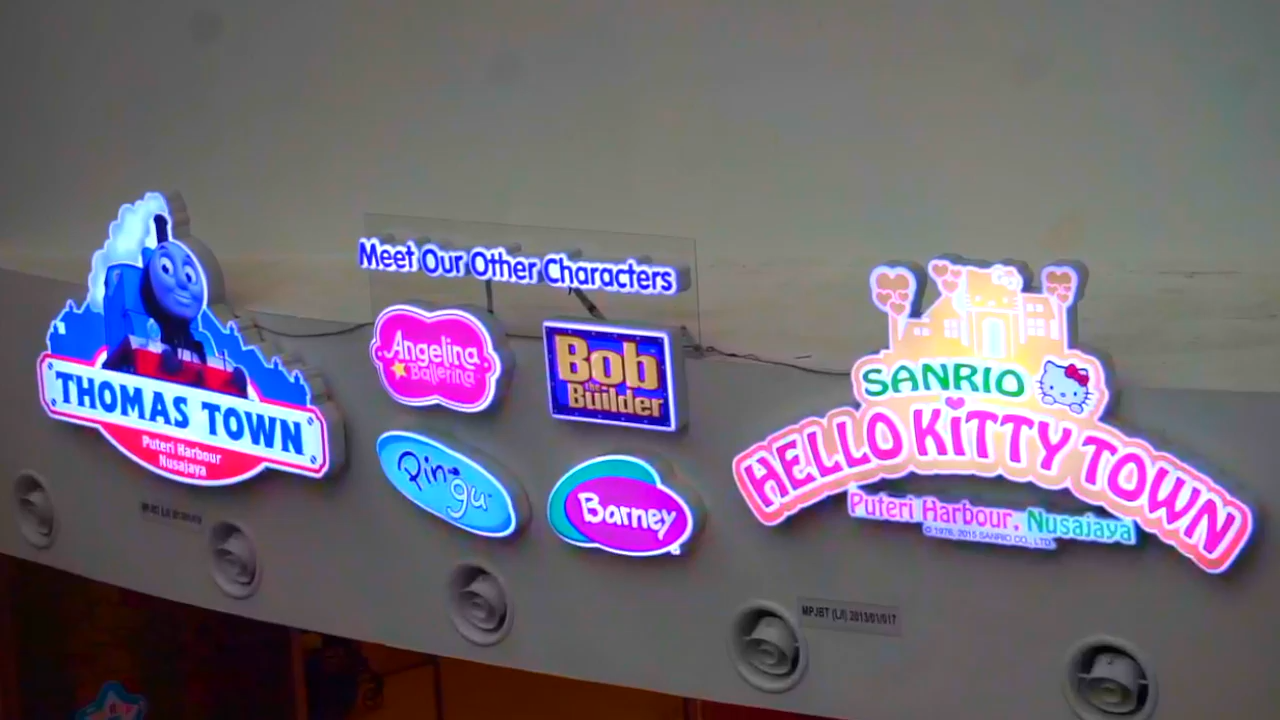 THOMAS TOWN
Puteri Harbour
Nusajaya
Meet Our Other Characters
Angelina
Ballerina
Bob
the
Builder
Pingu
Barney
SANRIO
HELLO KITTY TOWN
Puteri Harbour, Nusajaya
© 1976, 2015 SANRIO CO., LTD.
MPJBT (L/I) 2013/01/017